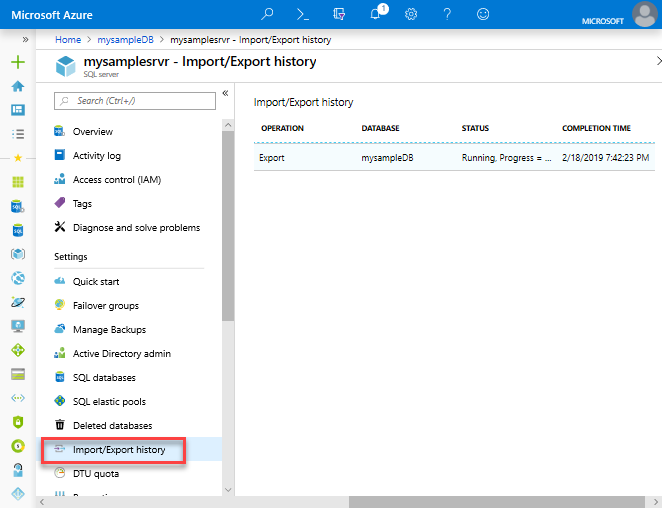 Microsoft Azure
1
MICROSOFT
Home > mysampleDB > mysamplesrvr - Import/Export history
mysamplesrvr - Import/Export history
SQL server
Search (Ctrl+/)
Overview
Activity log
Access control (IAM)
Tags
Diagnose and solve problems
Settings
Quick start
Failover groups
Manage Backups
Active Directory admin
SQL databases
SQL elastic pools
Deleted databases
Import/Export history
DTU quota
Import/Export history
OPERATION DATABASE STATUS COMPLETION TIME
Export mysampleDB Running, Progress = ... 2/18/2019 7:42:23 PM